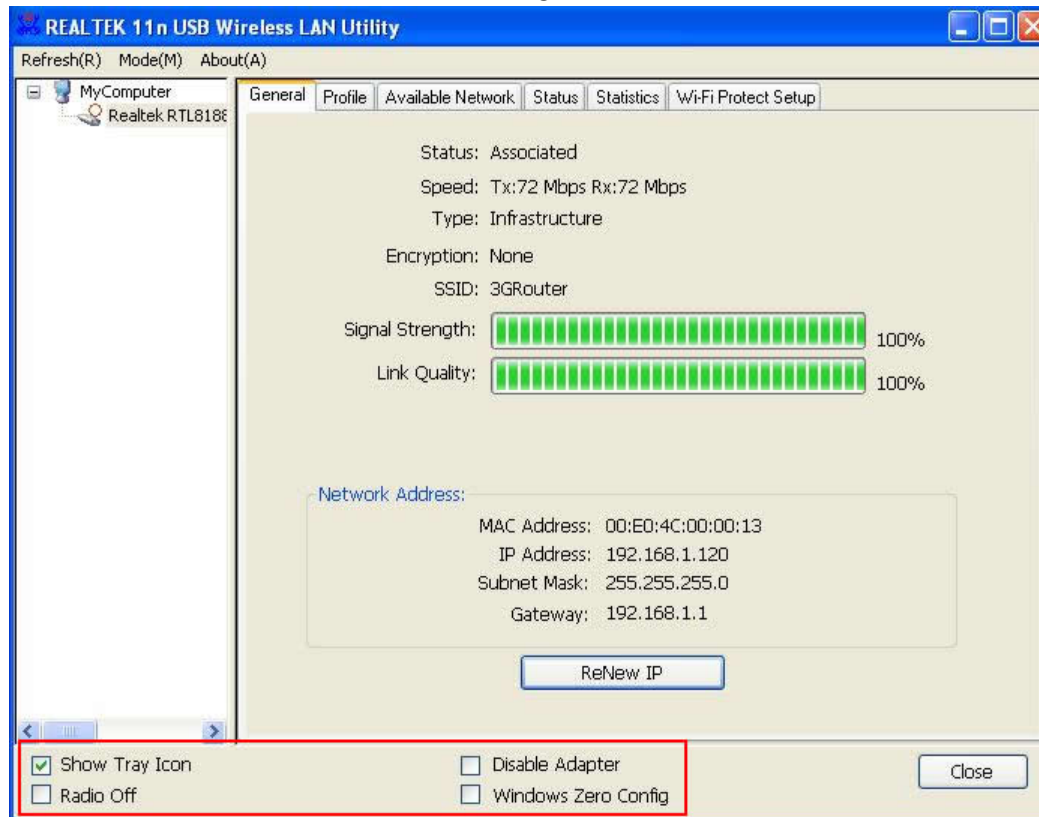 REALTEK 11n USB Wireless LAN Utility
Refresh(R) Mode(M) About(A)
MyComputer
Realtek RTL8188
General Profile Available Network Status Statistics Wi-Fi Protect Setup
Status: Associated
Speed: Tx:72 Mbps Rx:72 Mbps
Type: Infrastructure
Encryption: None
SSID: 3GRouter
Signal Strength: 100%
Link Quality: 100%
Network Address:
MAC Address: 00:E0:4C:00:00:13
IP Address: 192.168.1.120
Subnet Mask: 255.255.255.0
Gateway: 192.168.1.1
ReNew IP
Show Tray Icon Disable Adapter
Radio Off Windows Zero Config
Close